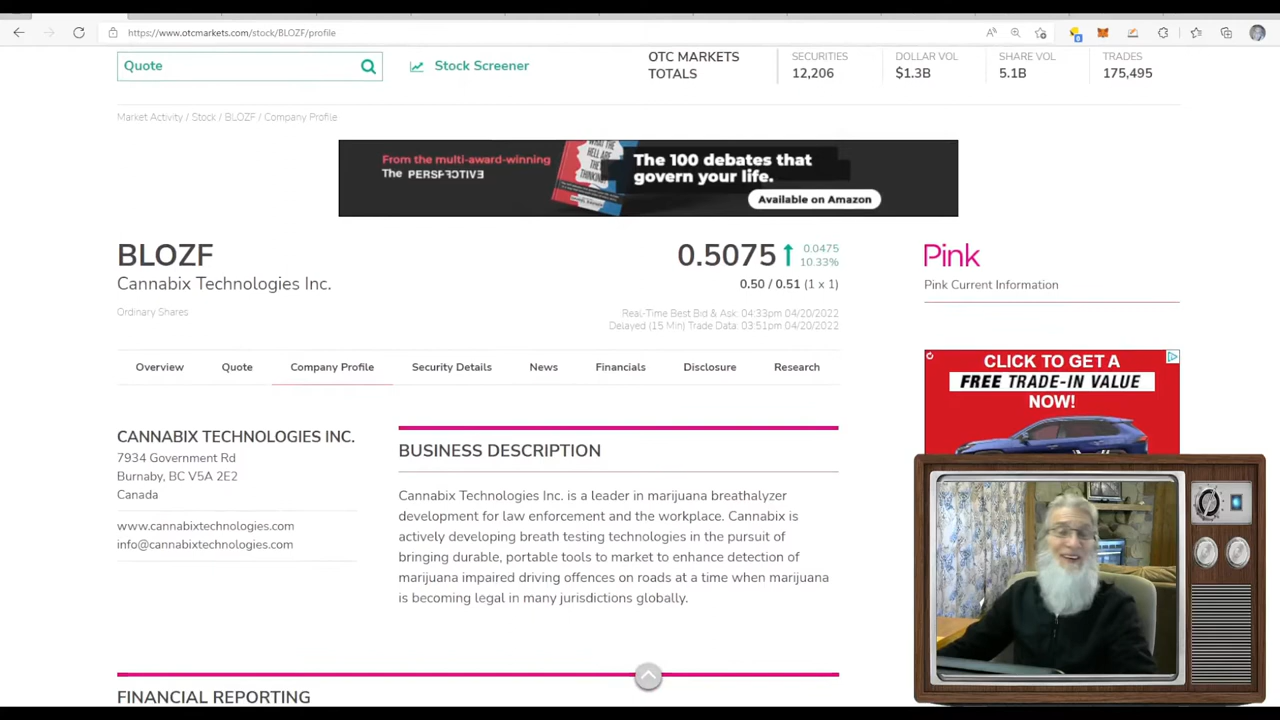 https://www.otcmarkets.com/stock/BLOZF/profile
Quote
Stock Screener
OTC MARKETS
TOTALS
SECURITIES
12,206
DOLLAR VOL
$1.3B
SHARE VOL
5.1B
TRADES
175,495
Market Activity / Stock / BLOZF / Company Profile
From the multi-award-winning
The PERSPECTIVE
WHAT THE
HELL ARE
THINKING
The 100 debates that
govern your life.
Available on Amazon
BLOZF
Cannabix Technologies Inc.
Ordinary Shares
0.5075
0.0475
10.33%
0.50 / 0.51 (1 x 1)
Real-Time Best Bid & Ask: 04:33pm 04/20/2022
Delayed (15 Min) Trade Data: 03:51pm 04/20/2022
Pink
Pink Current Information
Overview
Quote
Company Profile
Security Details
News
Financials
Disclosure
Research
CLICK TO GET A
FREE TRADE-IN VALUE
NOW!
CANNABIX TECHNOLOGIES INC.
7934 Government Rd
Burnaby, BC V5A 2E2
Canada
www.cannabixtechnologies.com
info@cannabixtechnologies.com
BUSINESS DESCRIPTION
Cannabix Technologies Inc. is a leader in marijuana breathalyzer
development for law enforcement and the workplace. Cannabix is
actively developing breath testing technologies in the pursuit of
bringing durable, portable tools to market to enhance detection of
marijuana impaired driving offences on roads at a time when marijuana
is becoming legal in many jurisdictions globally.
FINANCIAL REPORTING